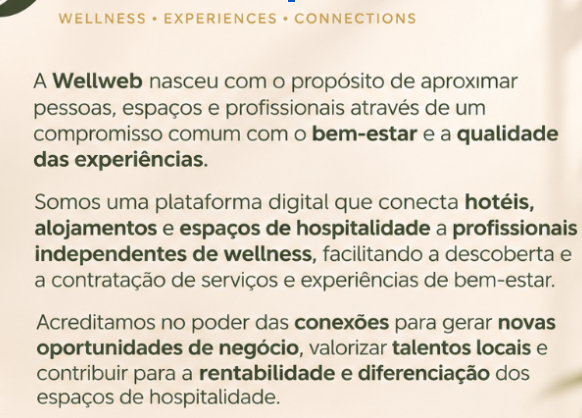 WELLNESS • EXPERIENCES • CONNECTIONS
A Wellweb nasceu com o propósito de aproximar
pessoas, espaços e profissionais através de um
compromisso comum com o bem-estar e a qualidade
das experiências.
Somos uma plataforma digital que conecta hotéis,
alojamentos e espaços de hospitalidade a profissionais
independentes de wellness, facilitando a descoberta e
a contratação de serviços e experiências de bem-estar.
Acreditamos no poder das conexões para gerar novas
oportunidades de negócio, valorizar talentos locais e
contribuir para a rentabilidade e diferenciação dos
espaços de hospitalidade.